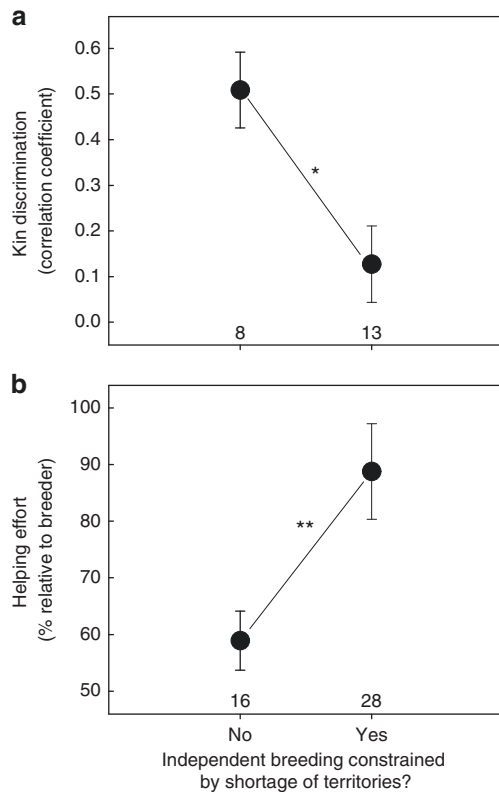 a
Kin discrimination
(correlation coefficient)
0.6
0.5
0.4
0.3
0.2
0.1
0.0
*
8
13
b
Helping effort
(% relative to breeder)
100
90
80
70
60
50
**
16
28
No
Yes
Independent breeding constrained
by shortage of territories?